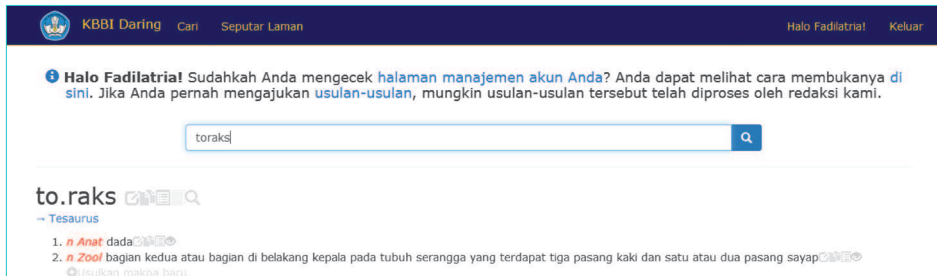 KBBI Daring Cari Seputar Laman Halo Fadilatria! Keluar
Halo Fadilatria! Sudahkah Anda mengecek halaman manajemen akun Anda? Anda dapat melihat cara membukanya di
sini. Jika Anda pernah mengajukan usulan-usulan, mungkin usulan-usulan tersebut telah diproses oleh redaksi kami.
toraks
to.raks
→ Tesaurus
1. n Anat dada
2. n Zool bagian kedua atau bagian di belakang kepala pada tubuh serangga yang terdapat tiga pasang kaki dan satu atau dua pasang sayap
Usulkan makna baru